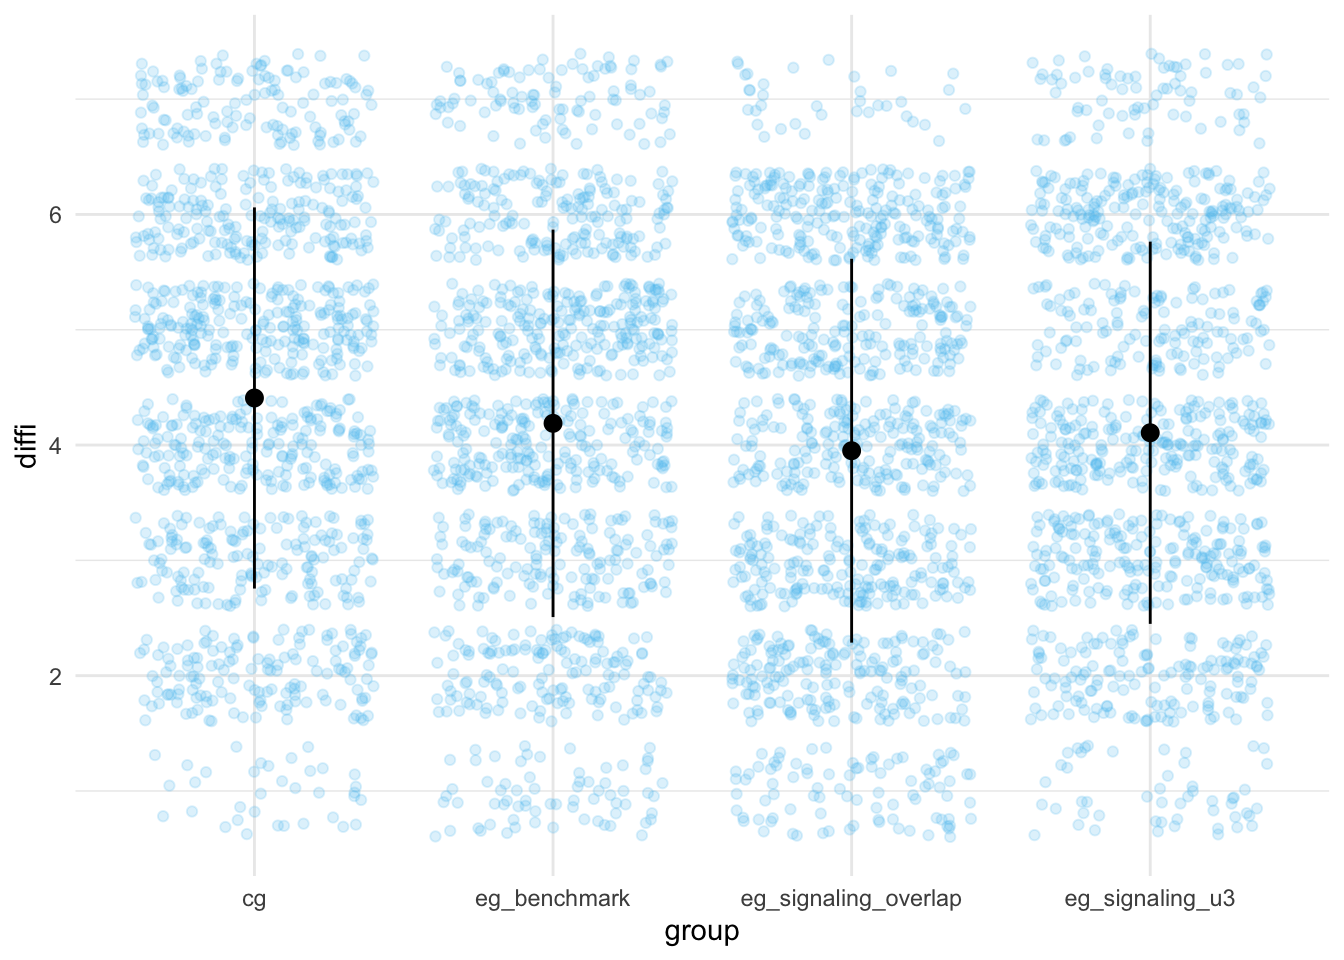 diffi
6
4
2
cg
eg_benchmark
eg_signaling_overlap
eg_signaling_u3
group